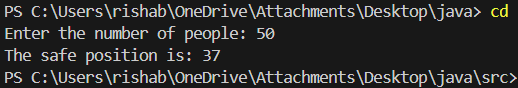 PS C:\Users\rishab\OneDrive\Attachments\Desktop\java> cd
Enter the number of people: 50
The safe position is: 37
PS C:\Users\rishab\OneDrive\Attachments\Desktop\java\src>